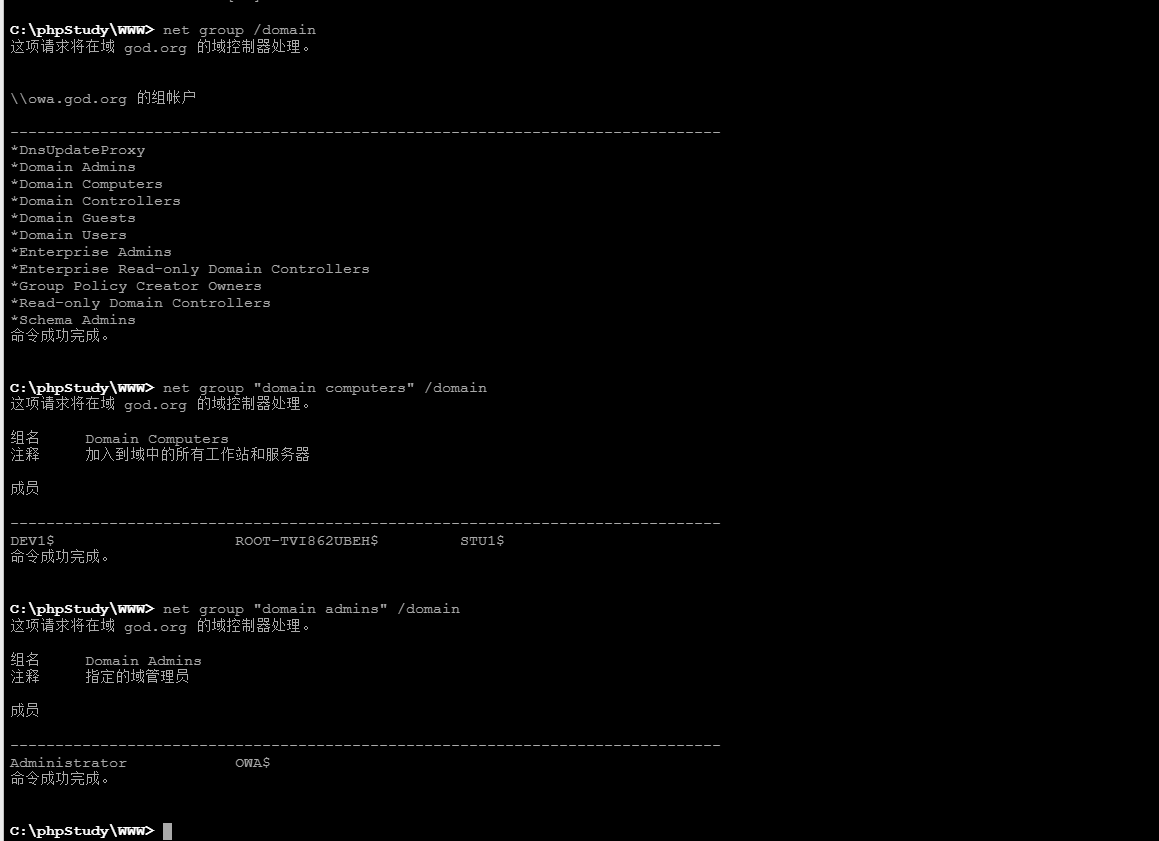 C:\phpStudy\WWW> net group /domain
这项请求将在域 god.org 的域控制器处理。
\\owa.god.org 的组帐户
-------------------------------------------------------------------------------
*DnsUpdateProxy
*Domain Admins
*Domain Computers
*Domain Controllers
*Domain Guests
*Domain Users
*Enterprise Admins
*Enterprise Read-only Domain Controllers
*Group Policy Creator Owners
*Read-only Domain Controllers
*Schema Admins
命令成功完成。
C:\phpStudy\WWW> net group "domain computers" /domain
这项请求将在域 god.org 的域控制器处理。
组名     Domain Computers
注释     加入到域中的所有工作站和服务器
成员
-------------------------------------------------------------------------------
DEV1$                    ROOT-TVI862UBEH$         STU1$
命令成功完成。
C:\phpStudy\WWW> net group "domain admins" /domain
这项请求将在域 god.org 的域控制器处理。
组名     Domain Admins
注释     指定的域管理员
成员
-------------------------------------------------------------------------------
Administrator            OWA$
命令成功完成。
C:\phpStudy\WWW>